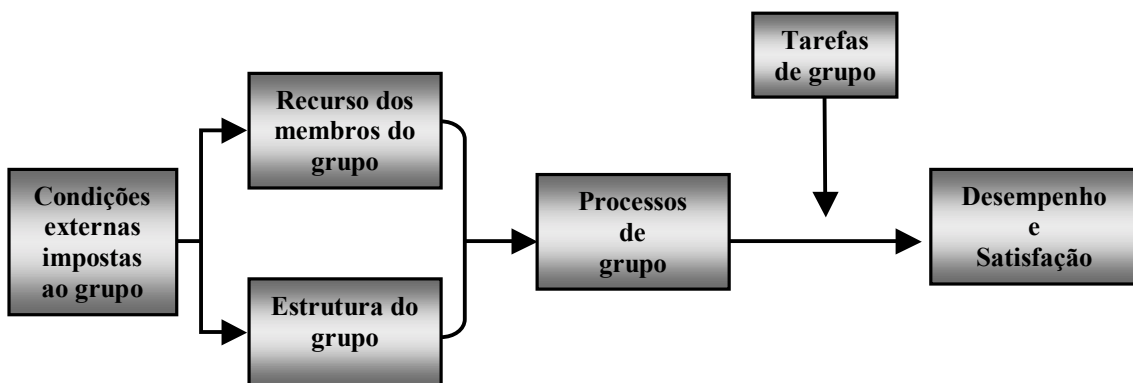 Condições
externas
impostas
ao grupo
Recurso dos
membros do
grupo
Estrutura do
grupo
Processos
de
grupo
Tarefas
de grupo
Desempenho
e
Satisfação